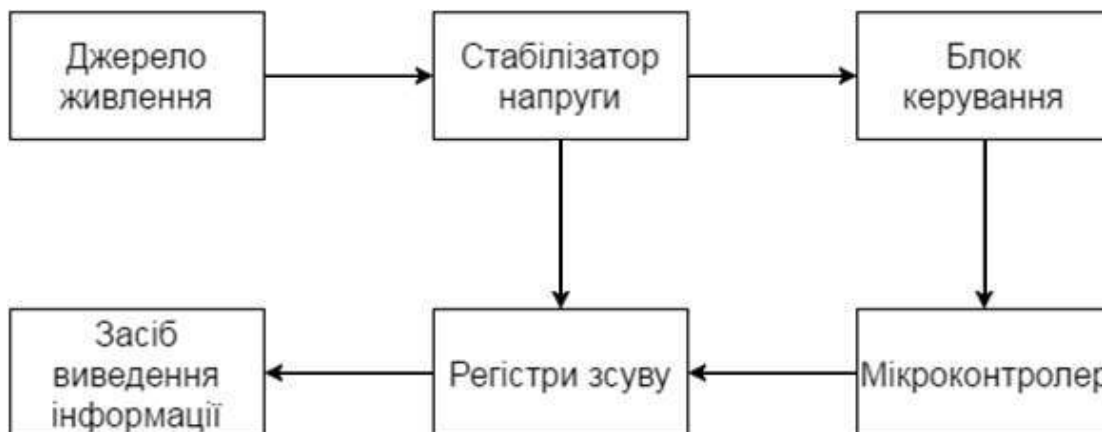 Джерело
живлення
Стабілізатор
напруги
Блок
керування
Засіб
виведення
інформації
Регістри зсуву
Мікроконтролер